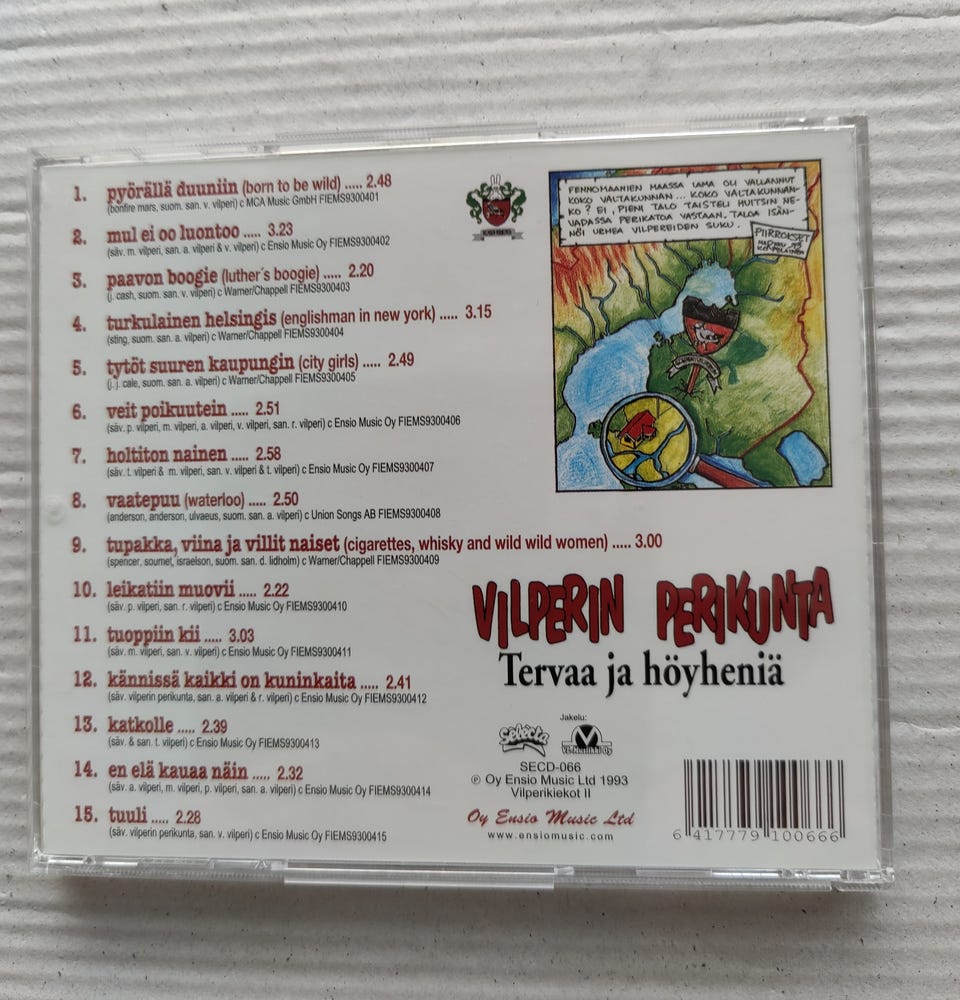 1. pyörällä duuniin (born to be wild) ..... 2.48
(bonfire mars, suom. san. v. vilperi) c MCA Music GmbH FIEMS9300401
2. mul ei oo luontoo ..... 3.23
(säv. m. vilperi, san. a. vilperi & v. vilperi) c Ensio Music Oy FIEMS9300402
3. paavon boogie (luther´s boogie) ..... 2.20
(j. cash, suom. san. v. vilperi) c Warner/Chappell FIEMS9300403
4. turkulainen helsingis (englishman in new york) ..... 3.15
(sting, suom. san. a. vilperi) c Warner/Chappell FIEMS9300404
5. tytöt suuren kaupungin (city girls) ..... 2.49
(j. j. cale, suom. san. a. vilperi) c Warner/Chappell FIEMS9300405
6. veit poikuutein ..... 2.51
(säv. p. vilperi, m. vilperi, a. vilperi, v. vilperi, san. r. vilperi) c Ensio Music Oy FIEMS9300406
7. holtiton nainen ..... 2.58
(säv. t. vilperi & m. vilperi, san. v. vilperi & t. vilperi) c Ensio Music Oy FIEMS9300407
8. vaatepuu (waterloo) ..... 2.50
(anderson, anderson, ulvaeus, suom. san. a. vilperi) c Union Songs AB FIEMS9300408
9. tupakka, viina ja villit naiset (cigarettes, whisky and wild wild women) ..... 3.00
(spencer, soumel, israelson, suom. san. d. lidholm) c Warner/Chappell FIEMS9300409
10. leikatiin muovii ..... 2.22
(säv. p. vilperi, san. r. vilperi) c Ensio Music Oy FIEMS9300410
11. tuoppiin kii ..... 3.03
(säv. m. vilperi, san. v. vilperi) c Ensio Music Oy FIEMS9300411
12. kännissä kaikki on kuninkaita ..... 2.41
(säv. vilperin perikunta, san. a. vilperi & r. vilperi) c Ensio Music Oy FIEMS9300412
13. katkolle ..... 2.39
(säv. & san. t. vilperi) c Ensio Music Oy FIEMS9300413
14. en elä kauaa näin ..... 2.32
(säv. a. vilperi, m. vilperi, p. vilperi, san. a. vilperi) c Ensio Music Oy FIEMS9300414
15. tuuli ..... 2.28
(säv. vilperin perikunta, san. v. vilperi) c Ensio Music Oy FIEMS9300415
FENNOMAANIEN MAASSA LAMA OLI VALLANNUT
KOKO VALTAKUNNAN... KOKO VALTAKUNNAN-
KO? EI, PIENI TALO TAISTELI HUITSIN NE-
VADASSA PERIKATOA VASTAAN. TALOA ISÄN-
NÖI URHEA VILPEREIDEN SUKU.
PIIRROKSET
VILPERIN PERIKUNTA
Tervaa ja höyheniä
Selecta
Jakelu:
VL-Musiikki Oy
SECD-066
℗ Oy Ensio Music Ltd 1993
Vilperikiekot II
Oy Ensio Music Ltd
www.ensiomusic.com
6 417779 100666